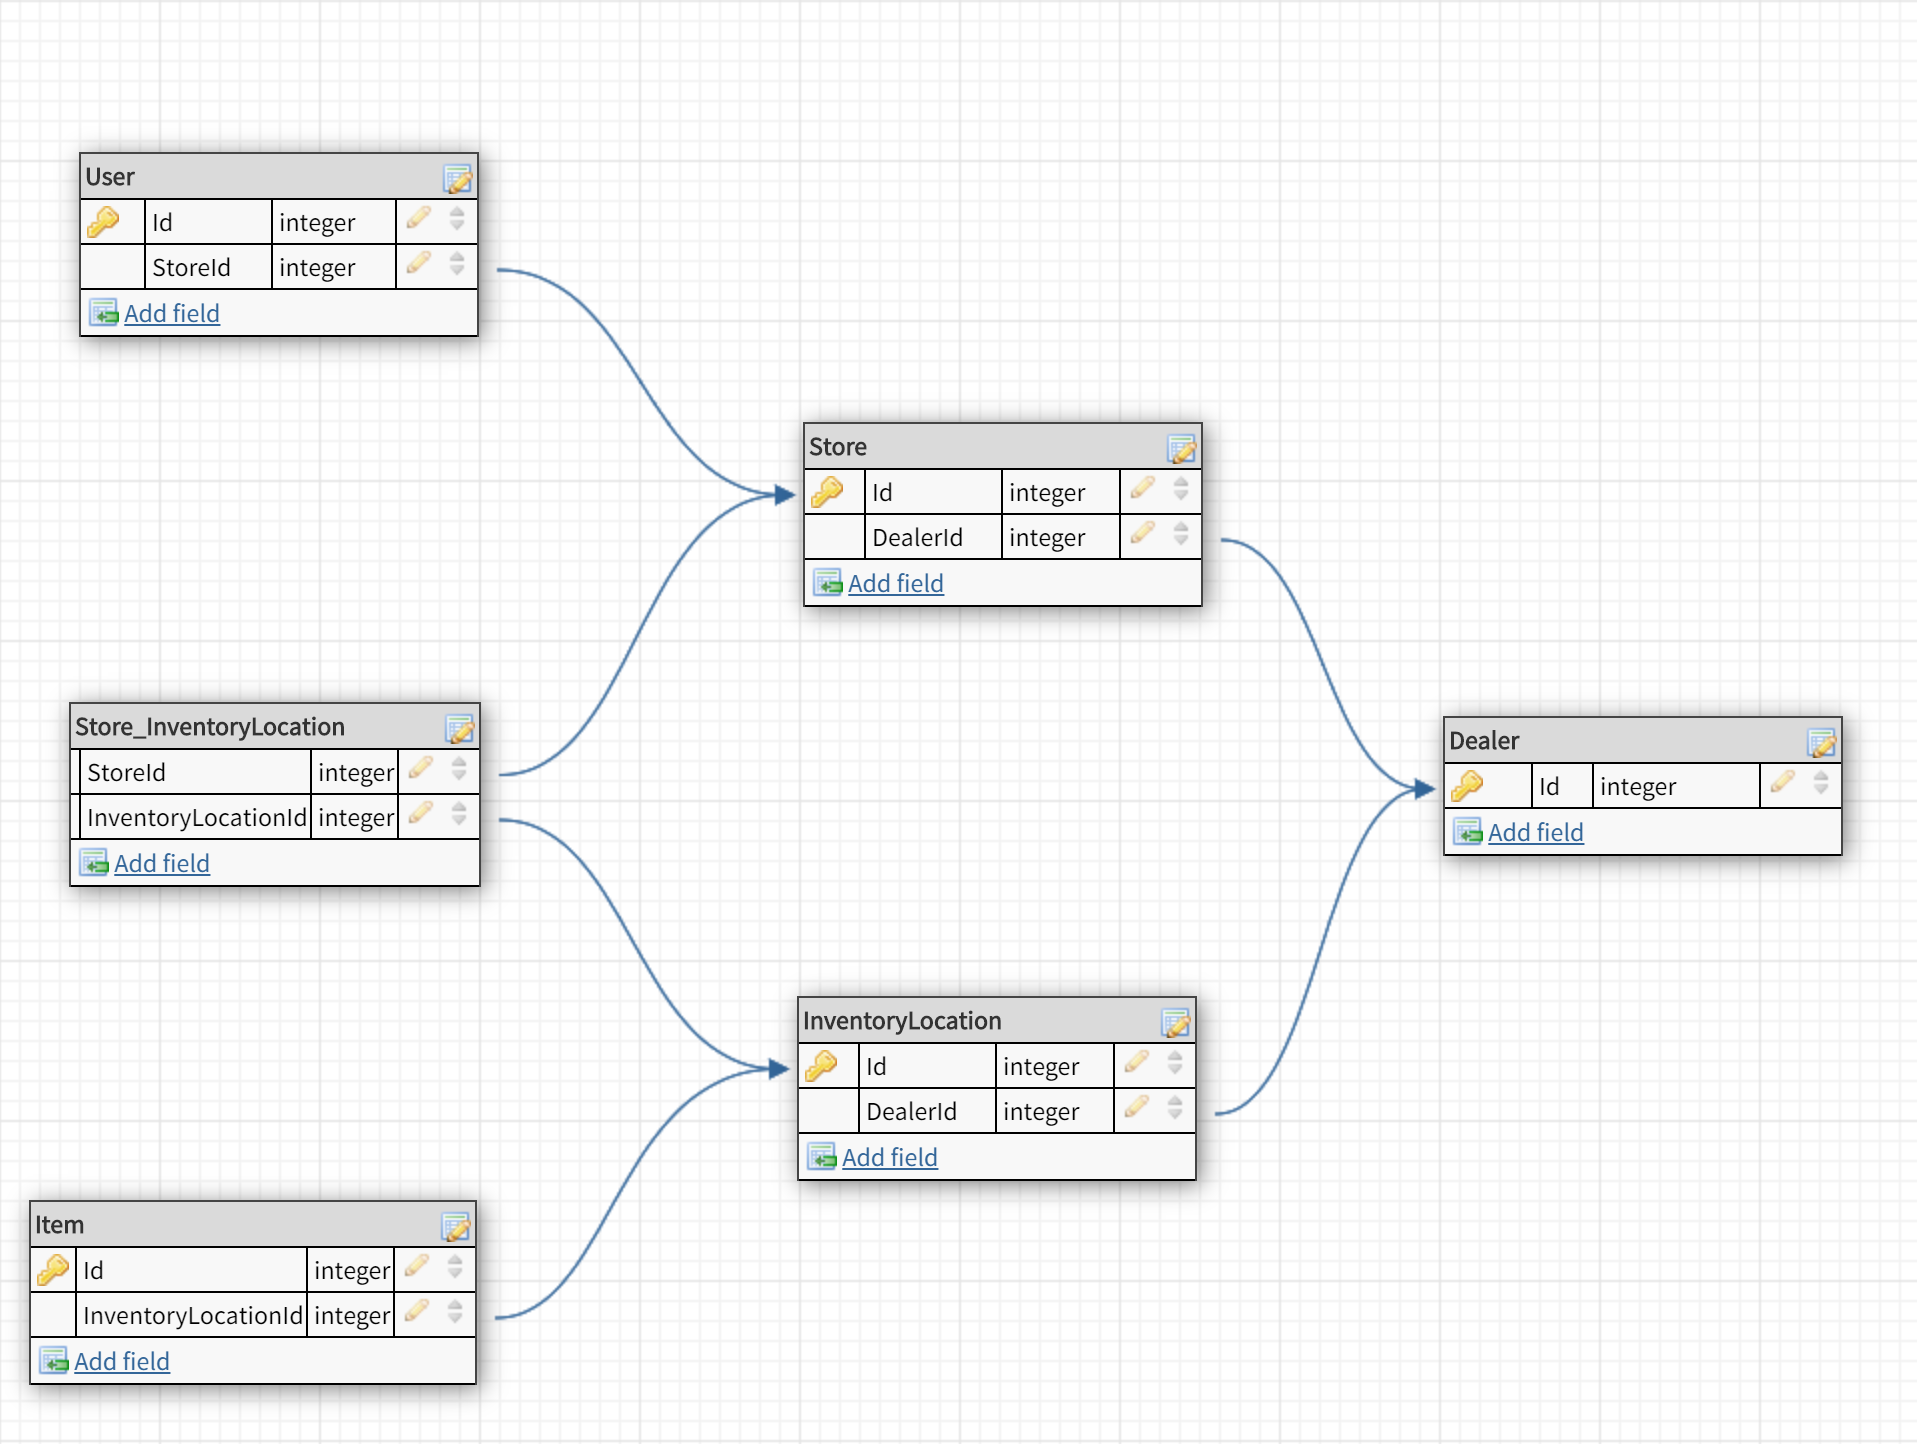 User
Id integer
StoreId integer
Add field
Store
Id integer
DealerId integer
Add field
Store_InventoryLocation
StoreId integer
InventoryLocationId integer
Add field
Dealer
Id integer
Add field
InventoryLocation
Id integer
DealerId integer
Add field
Item
Id integer
InventoryLocationId integer
Add field